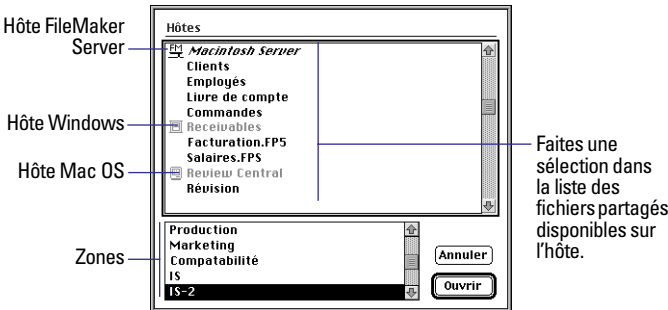 Hôte FileMaker
Server
Hôte Windows
Hôte Mac OS
Zones
Hôtes
FM
Macintosh Server
Clients
Employés
Livre de compte
Commandes
Receivables
Facturation.FP5
Salaires.FPS
Review Central
Révision
Production
Marketing
Compatabilité
IS
IS-2
Annuler
Ouvrir
Faites une
sélection dans
la liste des
fichiers partagés
disponibles sur
l'hôte.